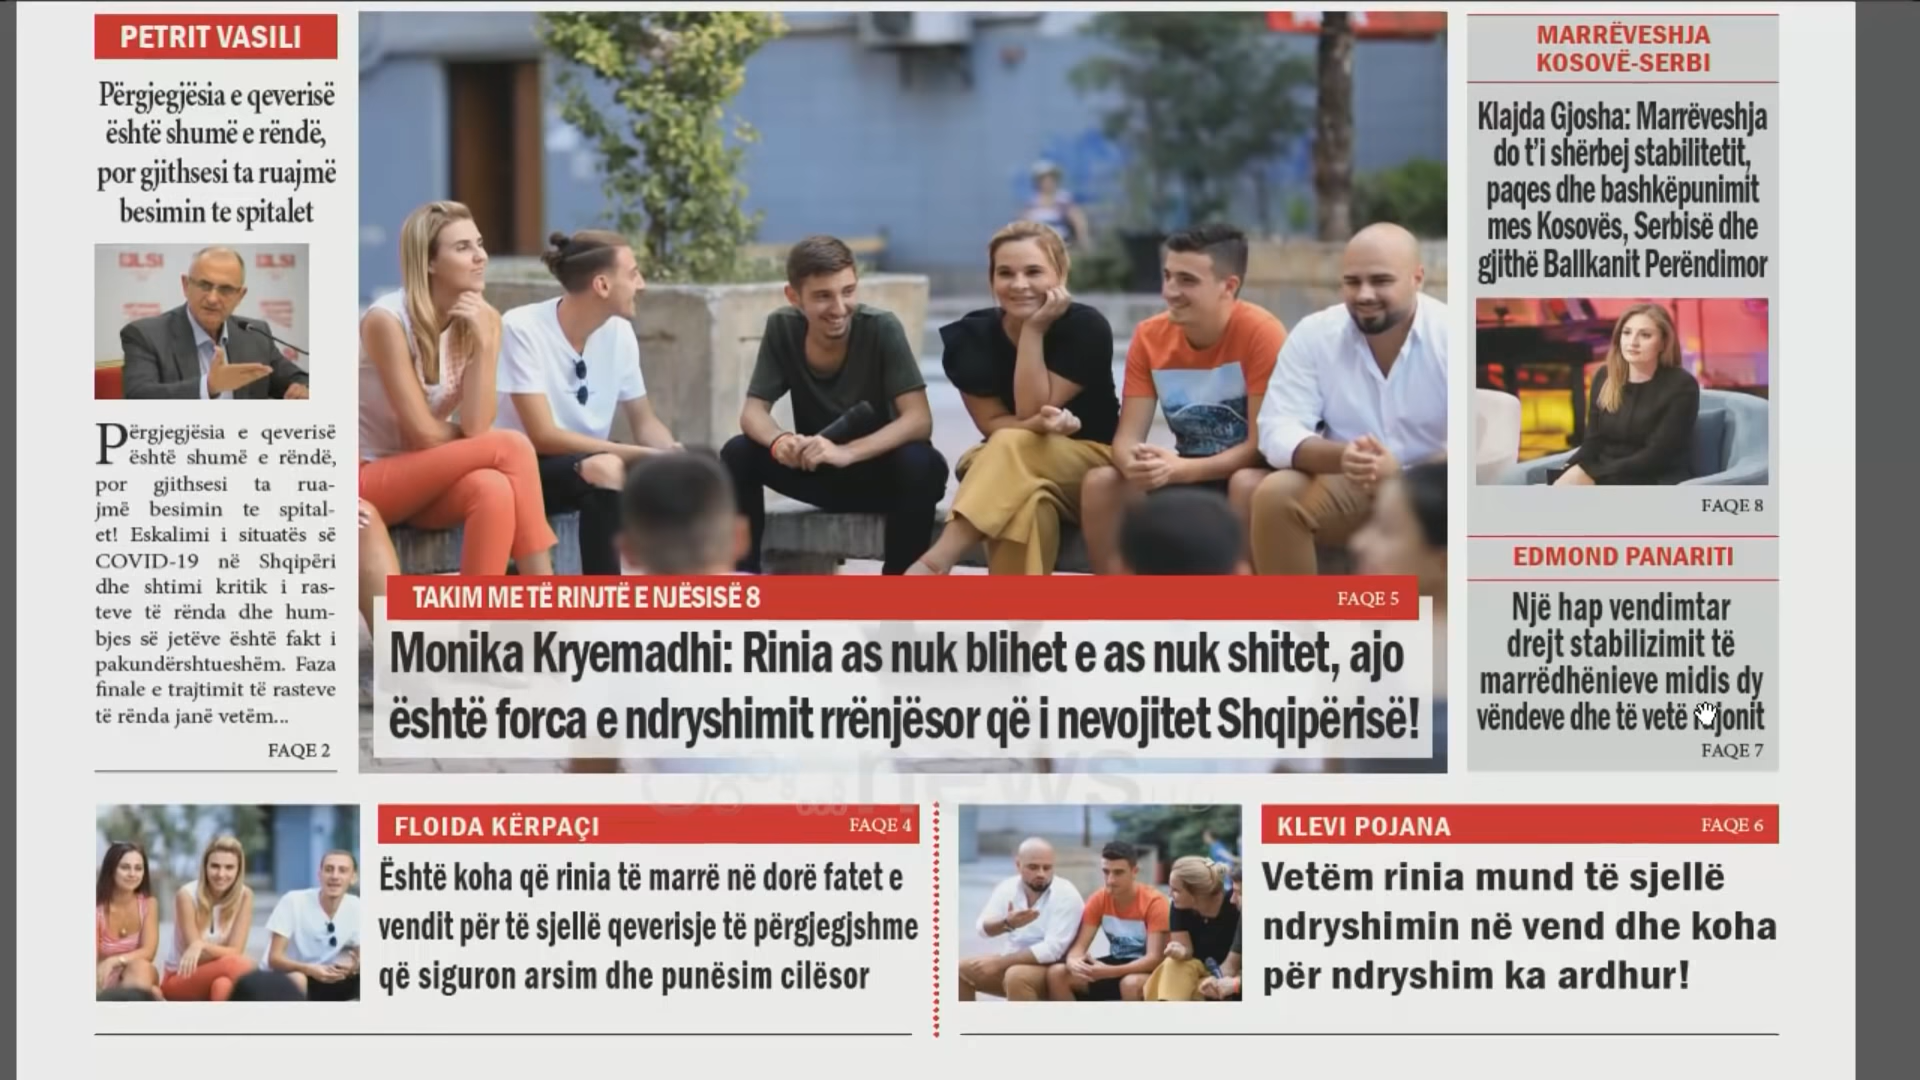 PETRIT VASILI
Përgjegjësia e qeverisë
është shumë e rëndë,
por gjithsesi ta ruajmë
besimin te spitalet
LSI
LSI
Përgjegjësia e qeverisë
është shumë e rëndë,
por gjithsesi ta rua-
jmë besimin te spital-
et! Eskalimi i situatës së
COVID-19 në Shqipëri
dhe shtimi kritik i ras-
teve të rënda dhe hum-
bjes së jetëve është fakt i
pakundërshtueshëm. Faza
finale e trajtimit të rasteve
të rënda janë vetëm...
FAQE 2
TAKIM ME TË RINJTË E NJËSISË 8
FAQE 5
Monika Kryemadhi: Rinia as nuk blihet e as nuk shitet, ajo
është forca e ndryshimit rrënjësor që i nevojitet Shqipërisë!
news
MARRËVESHJA
KOSOVË-SERBI
Klajda Gjosha: Marrëveshja
do t'i shërbej stabilitetit,
paqes dhe bashkëpunimit
mes Kosovës, Serbisë dhe
gjithë Ballkanit Perëndimor
FAQE 8
EDMOND PANARITI
Një hap vendimtar
drejt stabilizimit të
marrëdhënieve midis dy
vëndeve dhe të vetë rajonit
FAQE 7
FLOIDA KËRPAÇI
FAQE 4
Është koha që rinia të marrë në dorë fatet e
vendit për të sjellë qeverisje të përgjegjshme
që siguron arsim dhe punësim cilësor
KLEVI POJANA
FAQE 6
Vetëm rinia mund të sjellë
ndryshimin në vend dhe koha
për ndryshim ka ardhur!